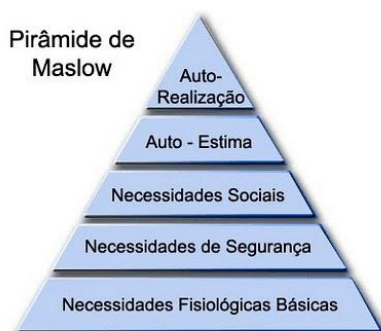 Pirâmide de
Maslow
Auto-
Realização
Auto - Estima
Necessidades Sociais
Necessidades de Segurança
Necessidades Fisiológicas Básicas